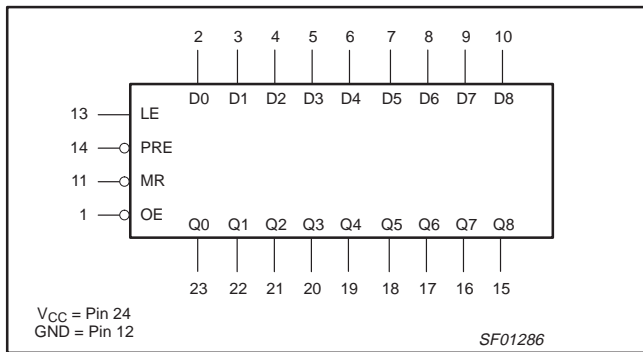 2 3 4 5 6 7 8 9 10
D0 D1 D2 D3 D4 D5 D6 D7 D8
13 LE
14 PRE
11 MR
1 OE
Q0 Q1 Q2 Q3 Q4 Q5 Q6 Q7 Q8
23 22 21 20 19 18 17 16 15
VCC = Pin 24
GND = Pin 12
SF01286